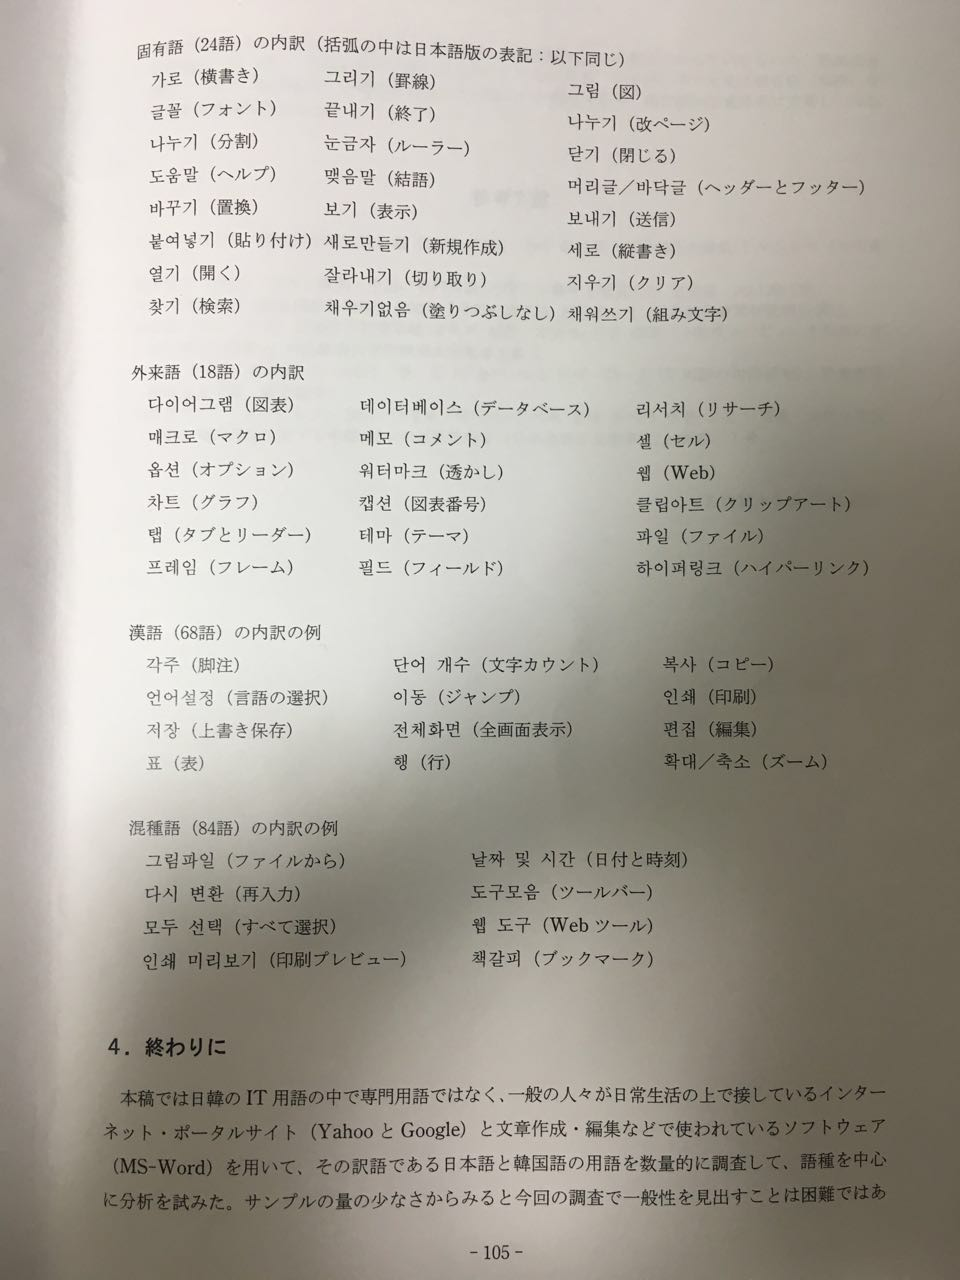 固有語（24語）の内訳（括弧の中は日本語版の表記：以下同じ）
가로（横書き） 그리기（罫線） 그림（図）
글꼴（フォント） 끝내기（終了） 나누기（改ページ）
나누기（分割） 눈금자（ルーラー） 닫기（閉じる）
도움말（ヘルプ） 맺음말（結語） 머리글／바닥글（ヘッダーとフッター）
바꾸기（置換） 보기（表示） 보내기（送信）
붙여넣기（貼り付け） 새로만들기（新規作成） 세로（縦書き）
열기（開く） 잘라내기（切り取り） 지우기（クリア）
찾기（検索） 채우기없음（塗りつぶしなし） 채워쓰기（組み文字）
外来語（18語）の内訳
다이어그램（図表） 데이터베이스（データベース） 리서치（リサーチ）
매크로（マクロ） 메모（コメント） 셀（セル）
옵션（オプション） 워터마크（透かし） 웹（Web）
차트（グラフ） 캡션（図表番号） 클립아트（クリップアート）
탭（タブとリーダー） 테마（テーマ） 파일（ファイル）
프레임（フレーム） 필드（フィールド） 하이퍼링크（ハイパーリンク）
漢語（68語）の内訳の例
각주（脚注） 단어 개수（文字カウント） 복사（コピー）
언어설정（言語の選択） 이동（ジャンプ） 인쇄（印刷）
저장（上書き保存） 전체화면（全画面表示） 편집（編集）
표（表） 행（行） 확대／축소（ズーム）
混種語（84語）の内訳の例
그림파일（ファイルから） 날짜 및 시간（日付と時刻）
다시 변환（再入力） 도구모음（ツールバー）
모두 선택（すべて選択） 웹 도구（Web ツール）
인쇄 미리보기（印刷プレビュー） 책갈피（ブックマーク）
4．終わりに
本稿では日韓の IT 用語の中で専門用語ではなく、一般の人々が日常生活の上で接しているインター
ネット・ポータルサイト（Yahoo と Google）と文章作成・編集などで使われているソフトウェア
（MS-Word）を用いて、その訳語である日本語と韓国語の用語を数量的に調査して、語種を中心
に分析を試みた。サンプルの量の少なさからみると今回の調査で一般性を見出すことは困難ではあ
- 105 -